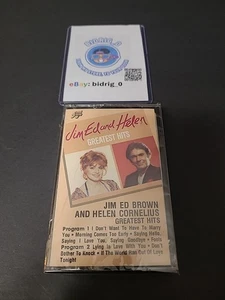 eBay: bidrig_0
Jim Ed and Helen
GREATEST HITS
JIM ED BROWN
AND HELEN CORNELIUS
GREATEST HITS
Program 1 I Don't Want To Have To Marry
You • Morning Comes Too Early • Saying Hello,
Saying I Love You, Saying Goodbye • Fools
Program 2 Lying In Love With You • Don't
Bother To Knock • If The World Ran Out Of Love
Tonight